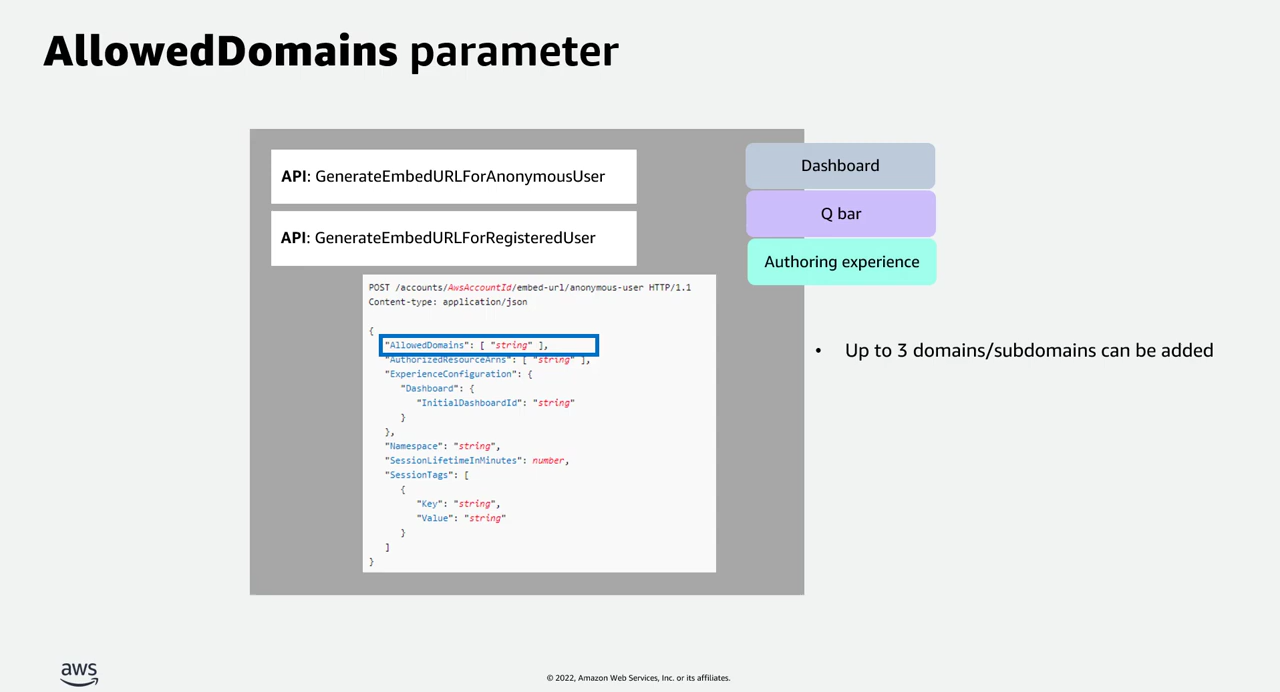 AllowedDomains parameter
API: GenerateEmbedURLForAnonymousUser
API: GenerateEmbedURLForRegisteredUser
Dashboard
Q bar
Authoring experience
POST /accounts/AwsAccountId/embed-url/anonymous-user HTTP/1.1
Content-type: application/json
{
"AllowedDomains": [ "string" ],
"AuthorizedResourceArns": [ "string" ],
"ExperienceConfiguration": {
"Dashboard": {
"InitialDashboardId": "string"
}
},
"Namespace": "string",
"SessionLifetimeInMinutes": number,
"SessionTags": [
{
"Key": "string",
"Value": "string"
}
]
}
• Up to 3 domains/subdomains can be added
aws
© 2022, Amazon Web Services, Inc. or its affiliates.